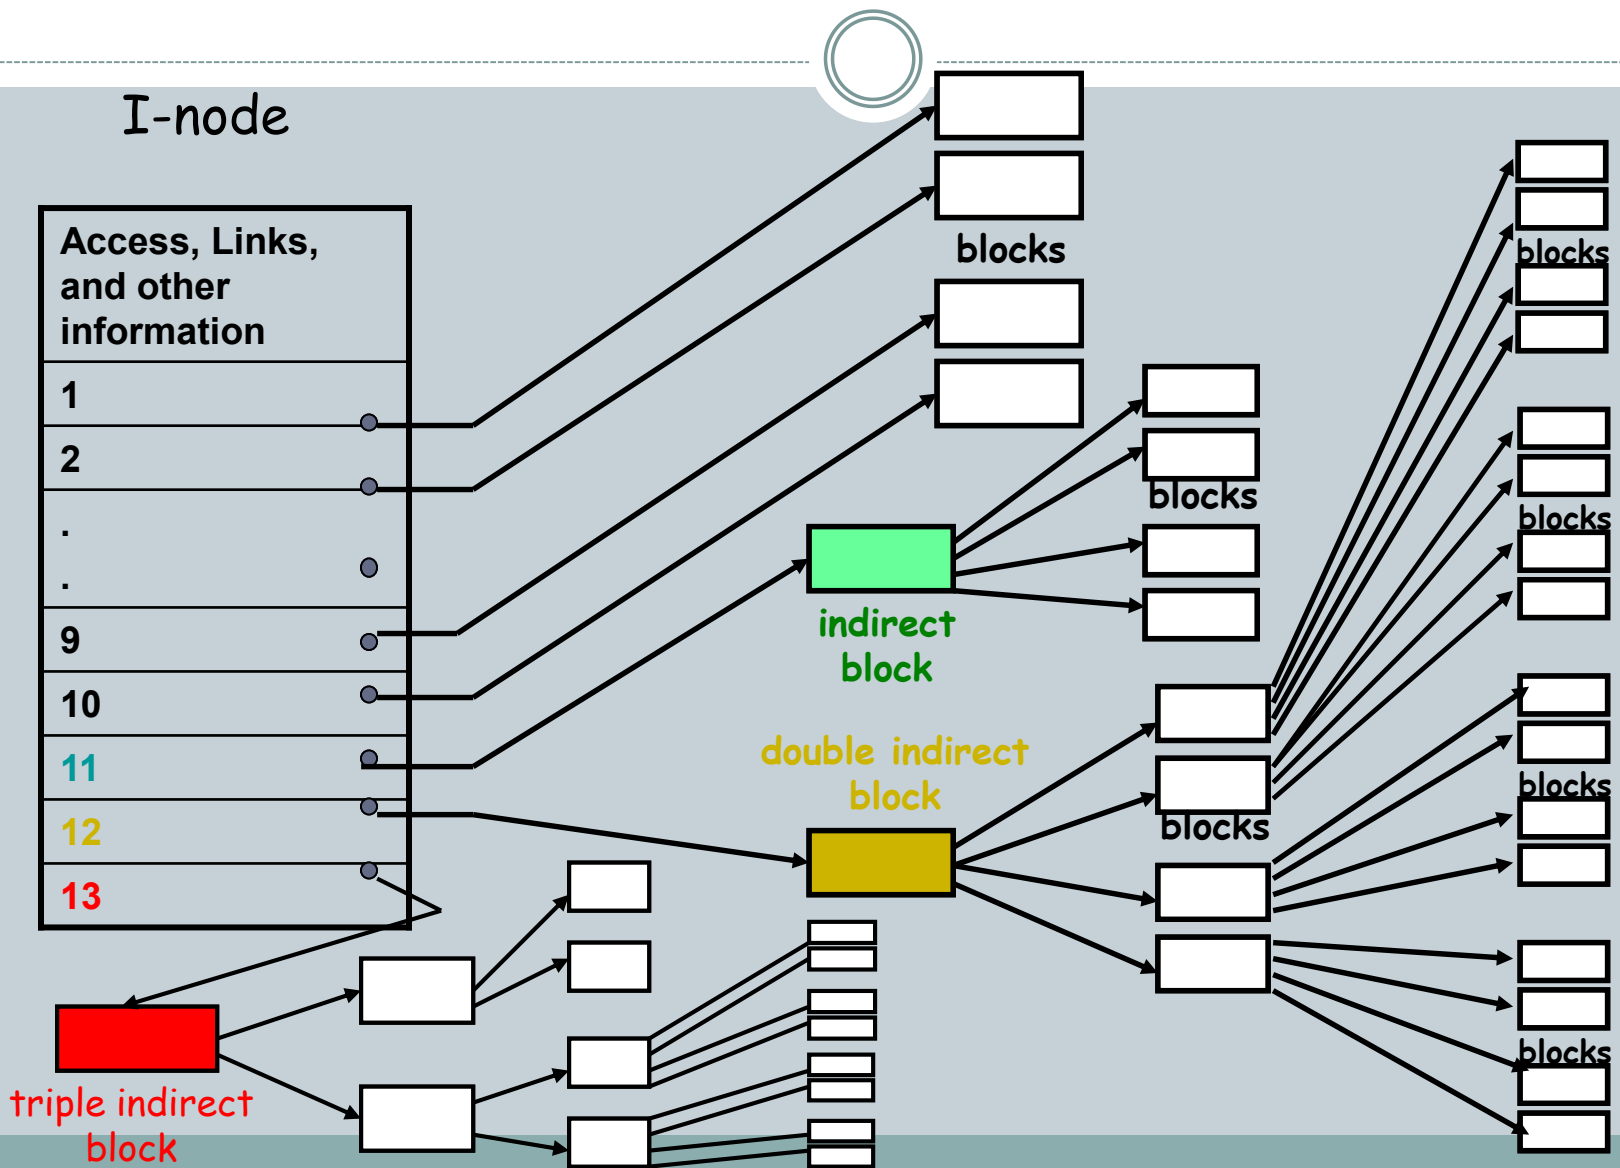 I-node
Access, Links,
and other
information
1
2
.
.
9
10
11
12
13
blocks
blocks
indirect
block
double indirect
block
blocks
blocks
blocks
blocks
blocks
triple indirect
block